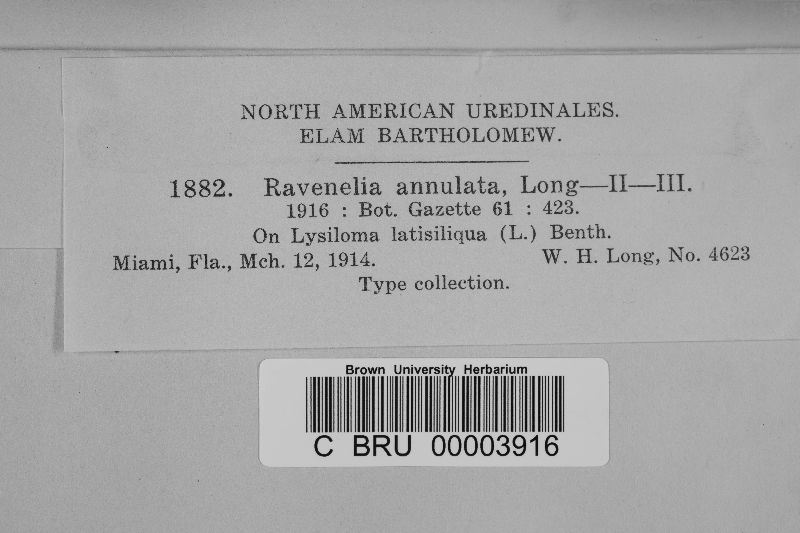 NORTH AMERICAN UREDINALES.
ELAM BARTHOLOMEW.
1882. Ravenelia annulata, Long—II—III.
1916 : Bot. Gazette 61 : 423.
On Lysiloma latisiliqua (L.) Benth.
Miami, Fla., Mch. 12, 1914. W. H. Long, No. 4623
Type collection.
Brown University Herbarium
C BRU 00003916